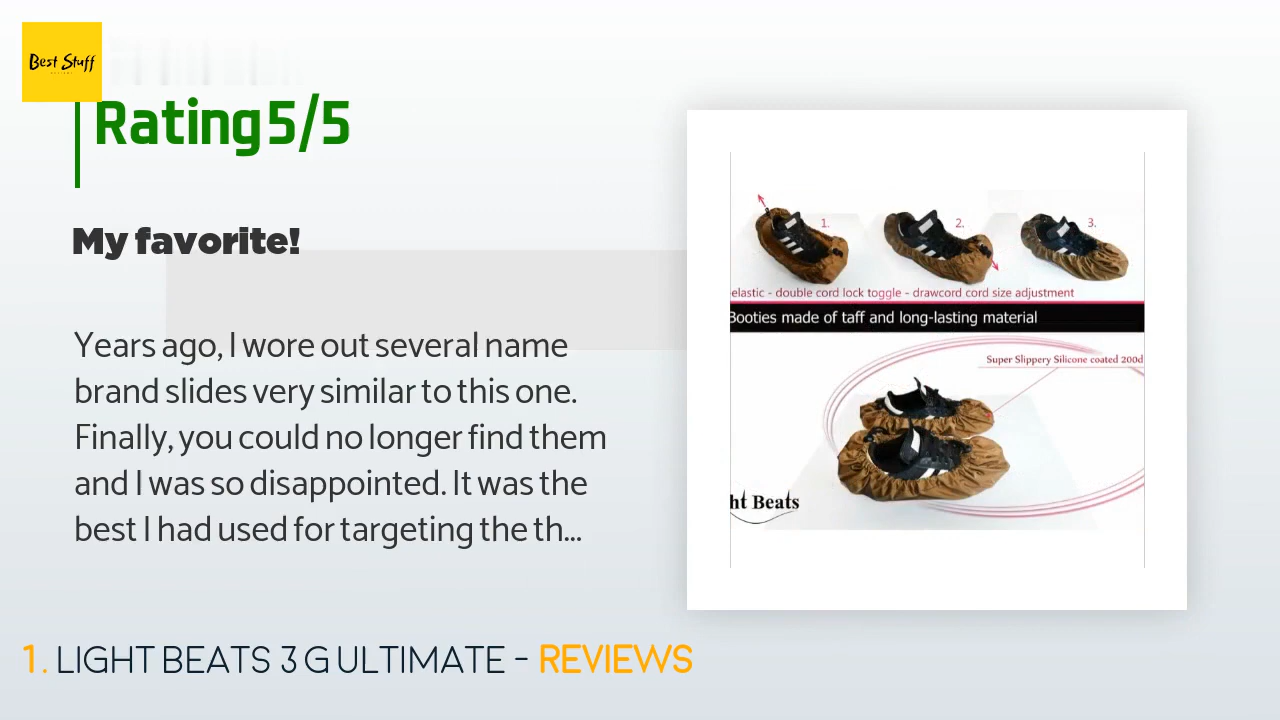 Best Stuff
Rating 5/5
My favorite!
Years ago, I wore out several name
brand slides very similar to this one.
Finally, you could no longer find them
and I was so disappointed. It was the
best I had used for targeting the th...
1.
2.
3.
elastic - double cord lock toggle - drawcord cord size adjustment
Booties made of taff and long-lasting material
Super Slippery Silicone coated 200d
ht Beats
1. LIGHT BEATS 3 G ULTIMATE - REVIEWS